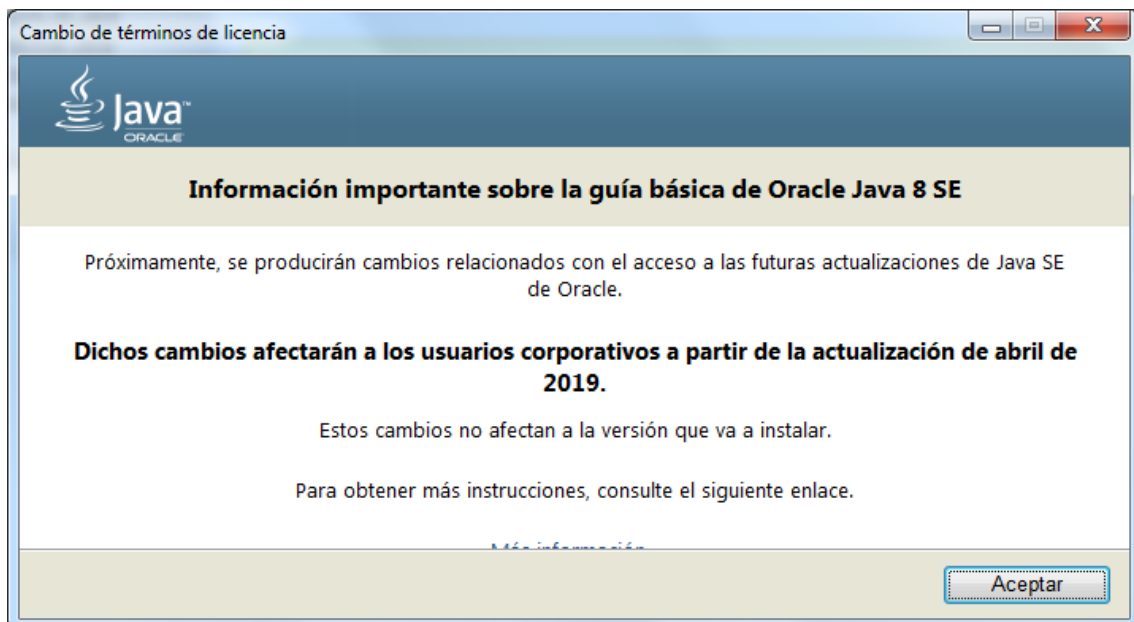 Cambio de términos de licencia
Java™
ORACLE
Información importante sobre la guía básica de Oracle Java 8 SE
Próximamente, se producirán cambios relacionados con el acceso a las futuras actualizaciones de Java SE
de Oracle.
Dichos cambios afectarán a los usuarios corporativos a partir de la actualización de abril de
2019.
Estos cambios no afectan a la versión que va a instalar.
Para obtener más instrucciones, consulte el siguiente enlace.
Más información
Aceptar